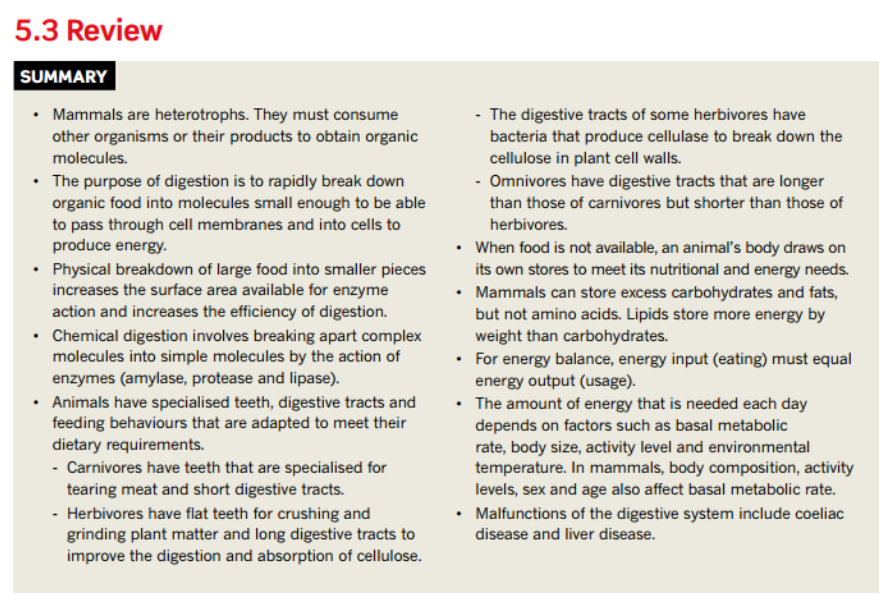 5.3 Review
SUMMARY
• Mammals are heterotrophs. They must consume
other organisms or their products to obtain organic
molecules.
• The purpose of digestion is to rapidly break down
organic food into molecules small enough to be able
to pass through cell membranes and into cells to
produce energy.
• Physical breakdown of large food into smaller pieces
increases the surface area available for enzyme
action and increases the efficiency of digestion.
• Chemical digestion involves breaking apart complex
molecules into simple molecules by the action of
enzymes (amylase, protease and lipase).
• Animals have specialised teeth, digestive tracts and
feeding behaviours that are adapted to meet their
dietary requirements.
- Carnivores have teeth that are specialised for
tearing meat and short digestive tracts.
- Herbivores have flat teeth for crushing and
grinding plant matter and long digestive tracts to
improve the digestion and absorption of cellulose.
- The digestive tracts of some herbivores have
bacteria that produce cellulase to break down the
cellulose in plant cell walls.
- Omnivores have digestive tracts that are longer
than those of carnivores but shorter than those of
herbivores.
• When food is not available, an animal's body draws on
its own stores to meet its nutritional and energy needs.
• Mammals can store excess carbohydrates and fats,
but not amino acids. Lipids store more energy by
weight than carbohydrates.
• For energy balance, energy input (eating) must equal
energy output (usage).
• The amount of energy that is needed each day
depends on factors such as basal metabolic
rate, body size, activity level and environmental
temperature. In mammals, body composition, activity
levels, sex and age also affect basal metabolic rate.
• Malfunctions of the digestive system include coeliac
disease and liver disease.